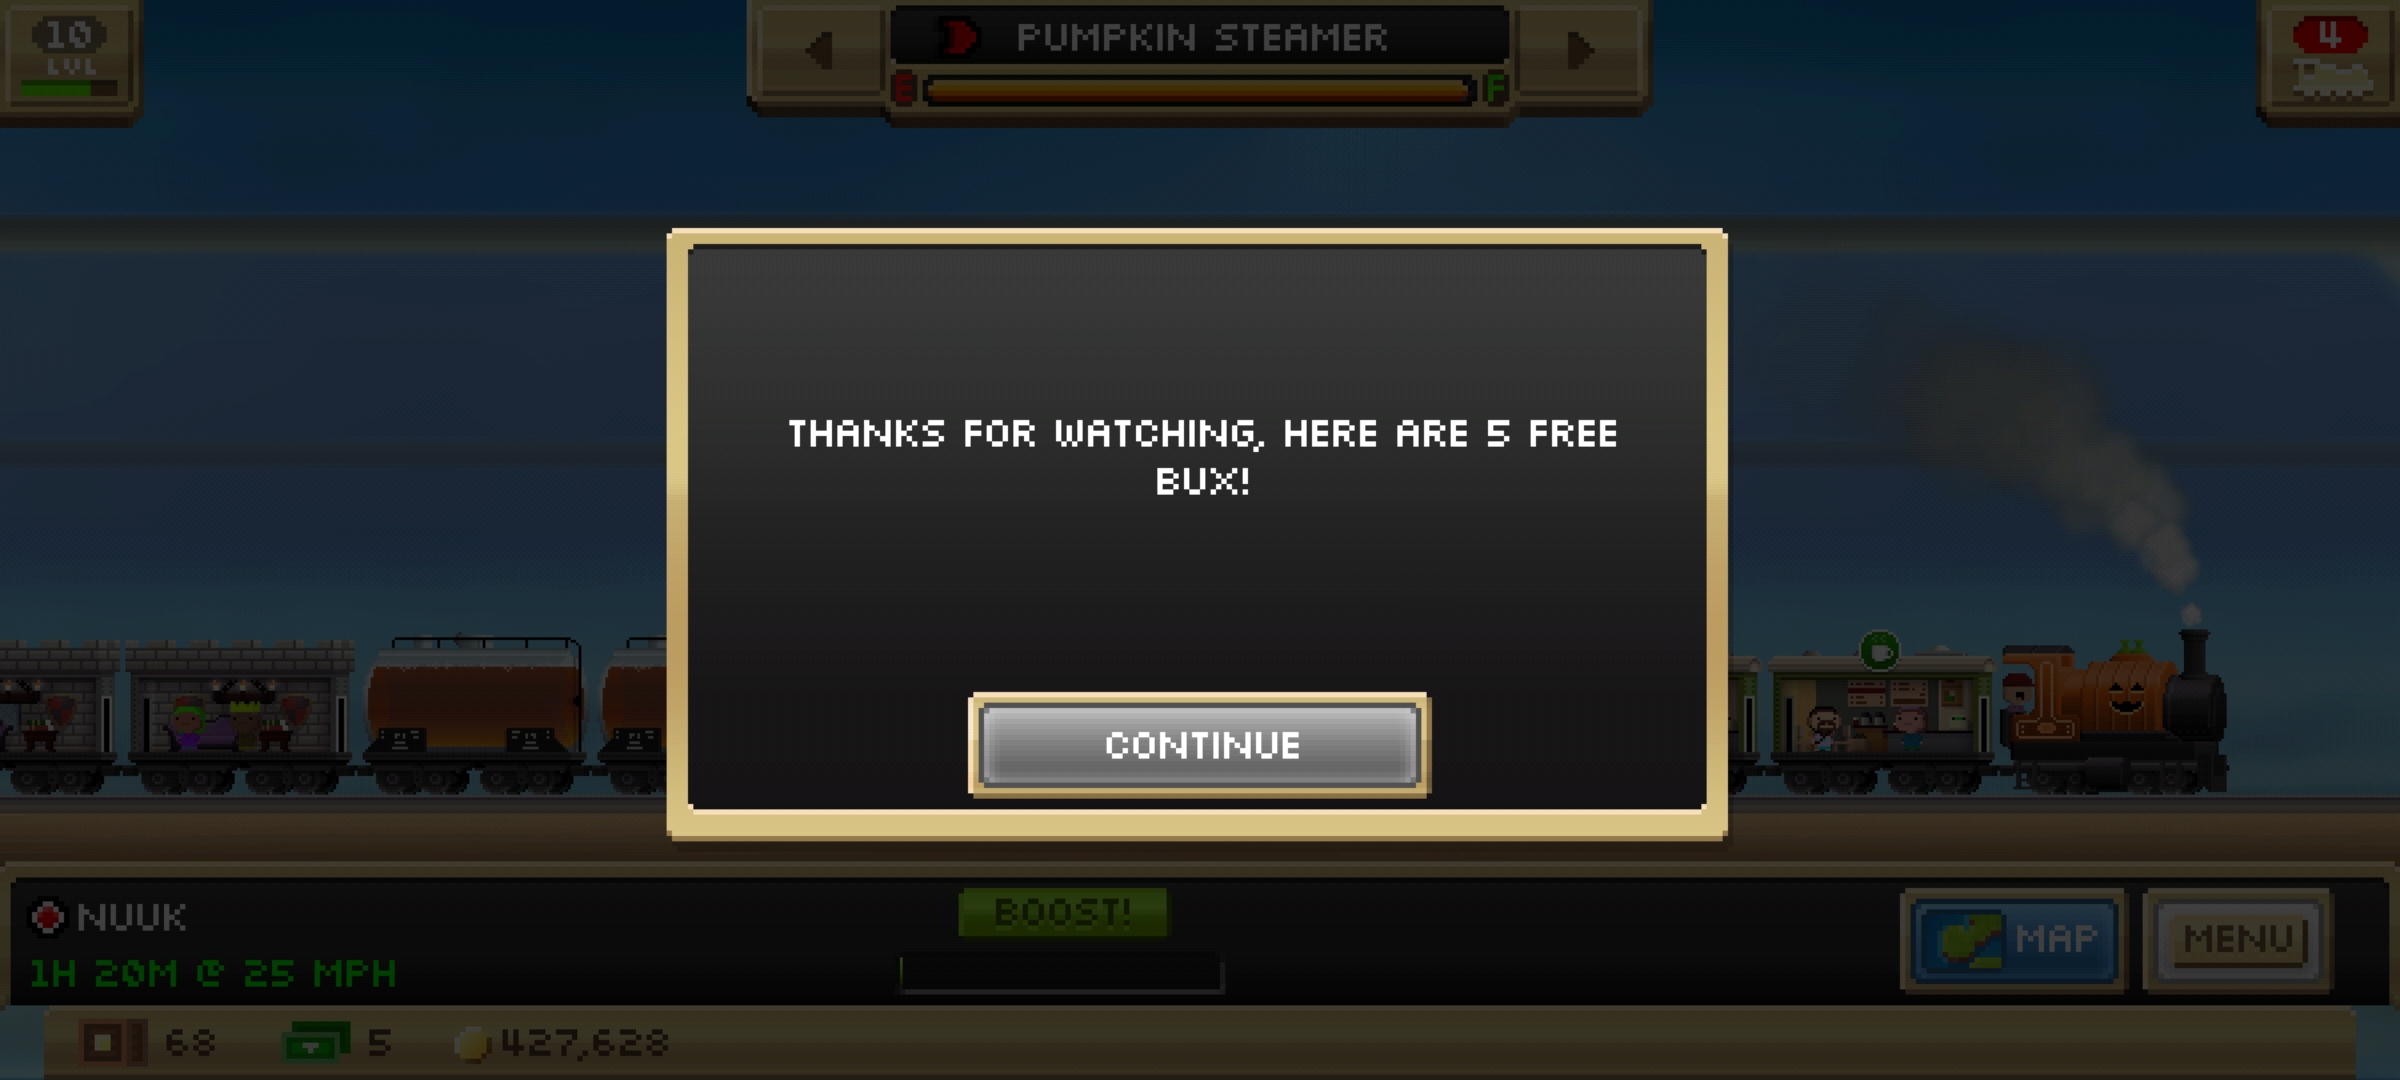 10
LVL
PUMPKIN STEAMER
E F
4
THANKS FOR WATCHING, HERE ARE 5 FREE
BUX!
CONTINUE
NUUK
BOOST!
1H 20M @ 25 MPH
MAP
MENU
68 5 427,628